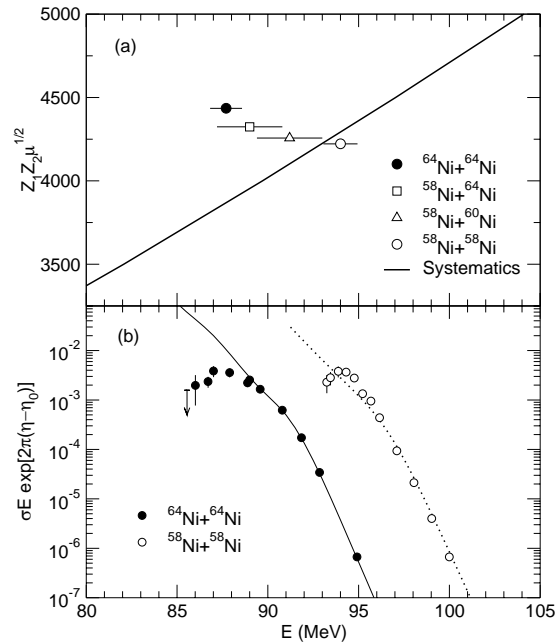 5000
4500
4000
3500
Z₁Z₂μ^1/2
(a)
⁶⁴Ni+⁶⁴Ni
⁵⁸Ni+⁶⁴Ni
⁵⁸Ni+⁶⁰Ni
⁵⁸Ni+⁵⁸Ni
Systematics
(b)
10⁻²
10⁻³
10⁻⁴
10⁻⁵
10⁻⁶
10⁻⁷
σE exp[2π(η−η₀)]
⁶⁴Ni+⁶⁴Ni
⁵⁸Ni+⁵⁸Ni
80 85 90 95 100 105
E (MeV)